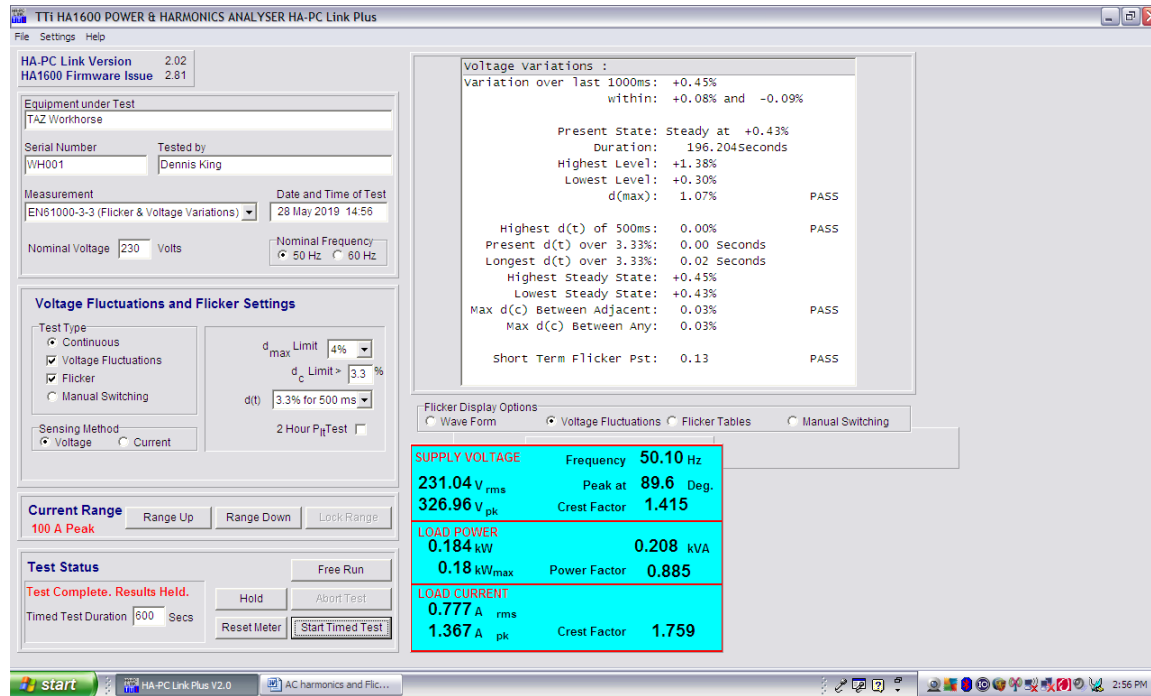 TTi HA1600 POWER & HARMONICS ANALYSER HA-PC Link Plus
File Settings Help
HA-PC Link Version 2.02
HA1600 Firmware Issue 2.81
Equipment under Test
TAZ Workhorse
Serial Number Tested by
WH001 Dennis King
Measurement Date and Time of Test
EN61000-3-3 (Flicker & Voltage Variations) 28 May 2019 14:56
Nominal Voltage 230 Volts
Nominal Frequency
50 Hz 60 Hz
Voltage Fluctuations and Flicker Settings
Test Type
Continuous
Voltage Fluctuations
Flicker
Manual Switching
dmax Limit 4%
dc Limit > 3.3 %
d(t) 3.3% for 500 ms
Sensing Method
Voltage Current
2 Hour PltTest
Current Range
100 A Peak
Range Up Range Down Lock Range
Test Status
Free Run
Test Complete. Results Held.
Hold Abort Test
Timed Test Duration 600 Secs
Reset Meter Start Timed Test
Voltage Variations :
Variation over last 1000ms: +0.45%
within: +0.08% and -0.09%
Present State: Steady at +0.43%
Duration: 196.204Seconds
Highest Level: +1.38%
Lowest Level: +0.30%
d(max): 1.07% PASS
Highest d(t) of 500ms: 0.00% PASS
Present d(t) over 3.33%: 0.00 Seconds
Longest d(t) over 3.33%: 0.02 Seconds
Highest Steady State: +0.45%
Lowest Steady State: +0.43%
Max d(c) Between Adjacent: 0.03% PASS
Max d(c) Between Any: 0.03%
Short Term Flicker Pst: 0.13 PASS
Flicker Display Options
Wave Form Voltage Fluctuations Flicker Tables Manual Switching
SUPPLY VOLTAGE Frequency 50.10 Hz
231.04 V rms Peak at 89.6 Deg.
326.96 V pk Crest Factor 1.415
LOAD POWER
0.184 kW 0.208 kVA
0.18 kWmax Power Factor 0.885
LOAD CURRENT
0.777 A rms
1.367 A pk Crest Factor 1.759
start HA-PC Link Plus V2.0 AC harmonics and Flic... 2:56 PM